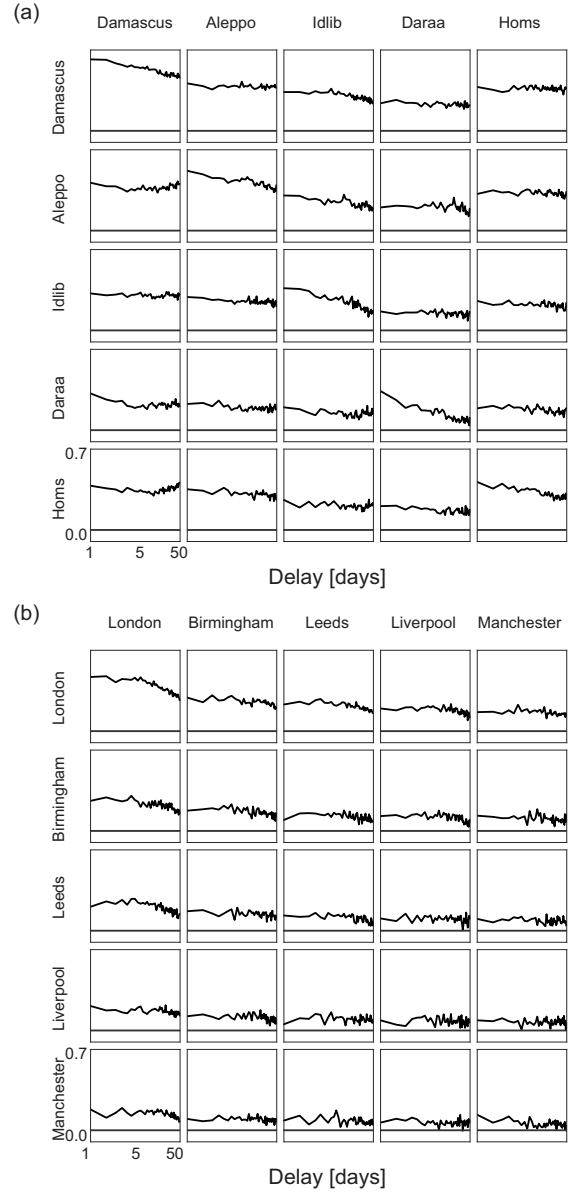 (a)
Damascus Aleppo Idlib Daraa Homs
Damascus
Aleppo
Idlib
Daraa
Homs
0.7
0.0
1 5 50
Delay [days]
(b)
London Birmingham Leeds Liverpool Manchester
London
Birmingham
Leeds
Liverpool
Manchester
0.7
0.0
1 5 50
Delay [days]